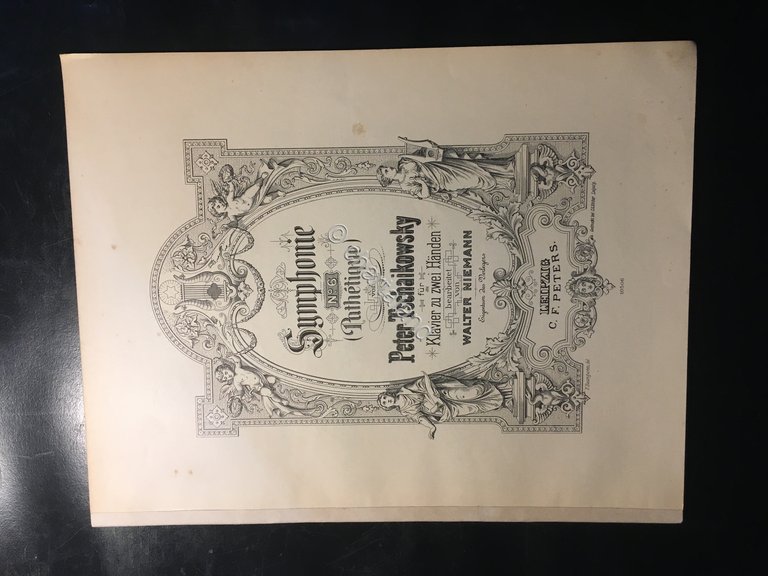 Symphonie
No. 6
(Pathétique)
von
Peter Tschaikowsky
für
Klavier zu zwei Händen
bearbeitet
von
WALTER NIEMANN
Eigentum des Verlegers
LEIPZIG
C. F. PETERS.
10506